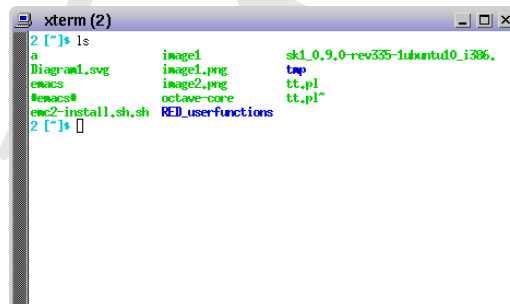 xterm (2)
2 [~]$ ls
a image1 sk1_0.9.0-rev335-1ubuntu10_i386.
Diagram1.svg image1.png tmp
emacs image2.png tt.pl
#emacs# octave-core tt.pl~
emc2-install.sh.sh RED_userfunctions
2 [~]$